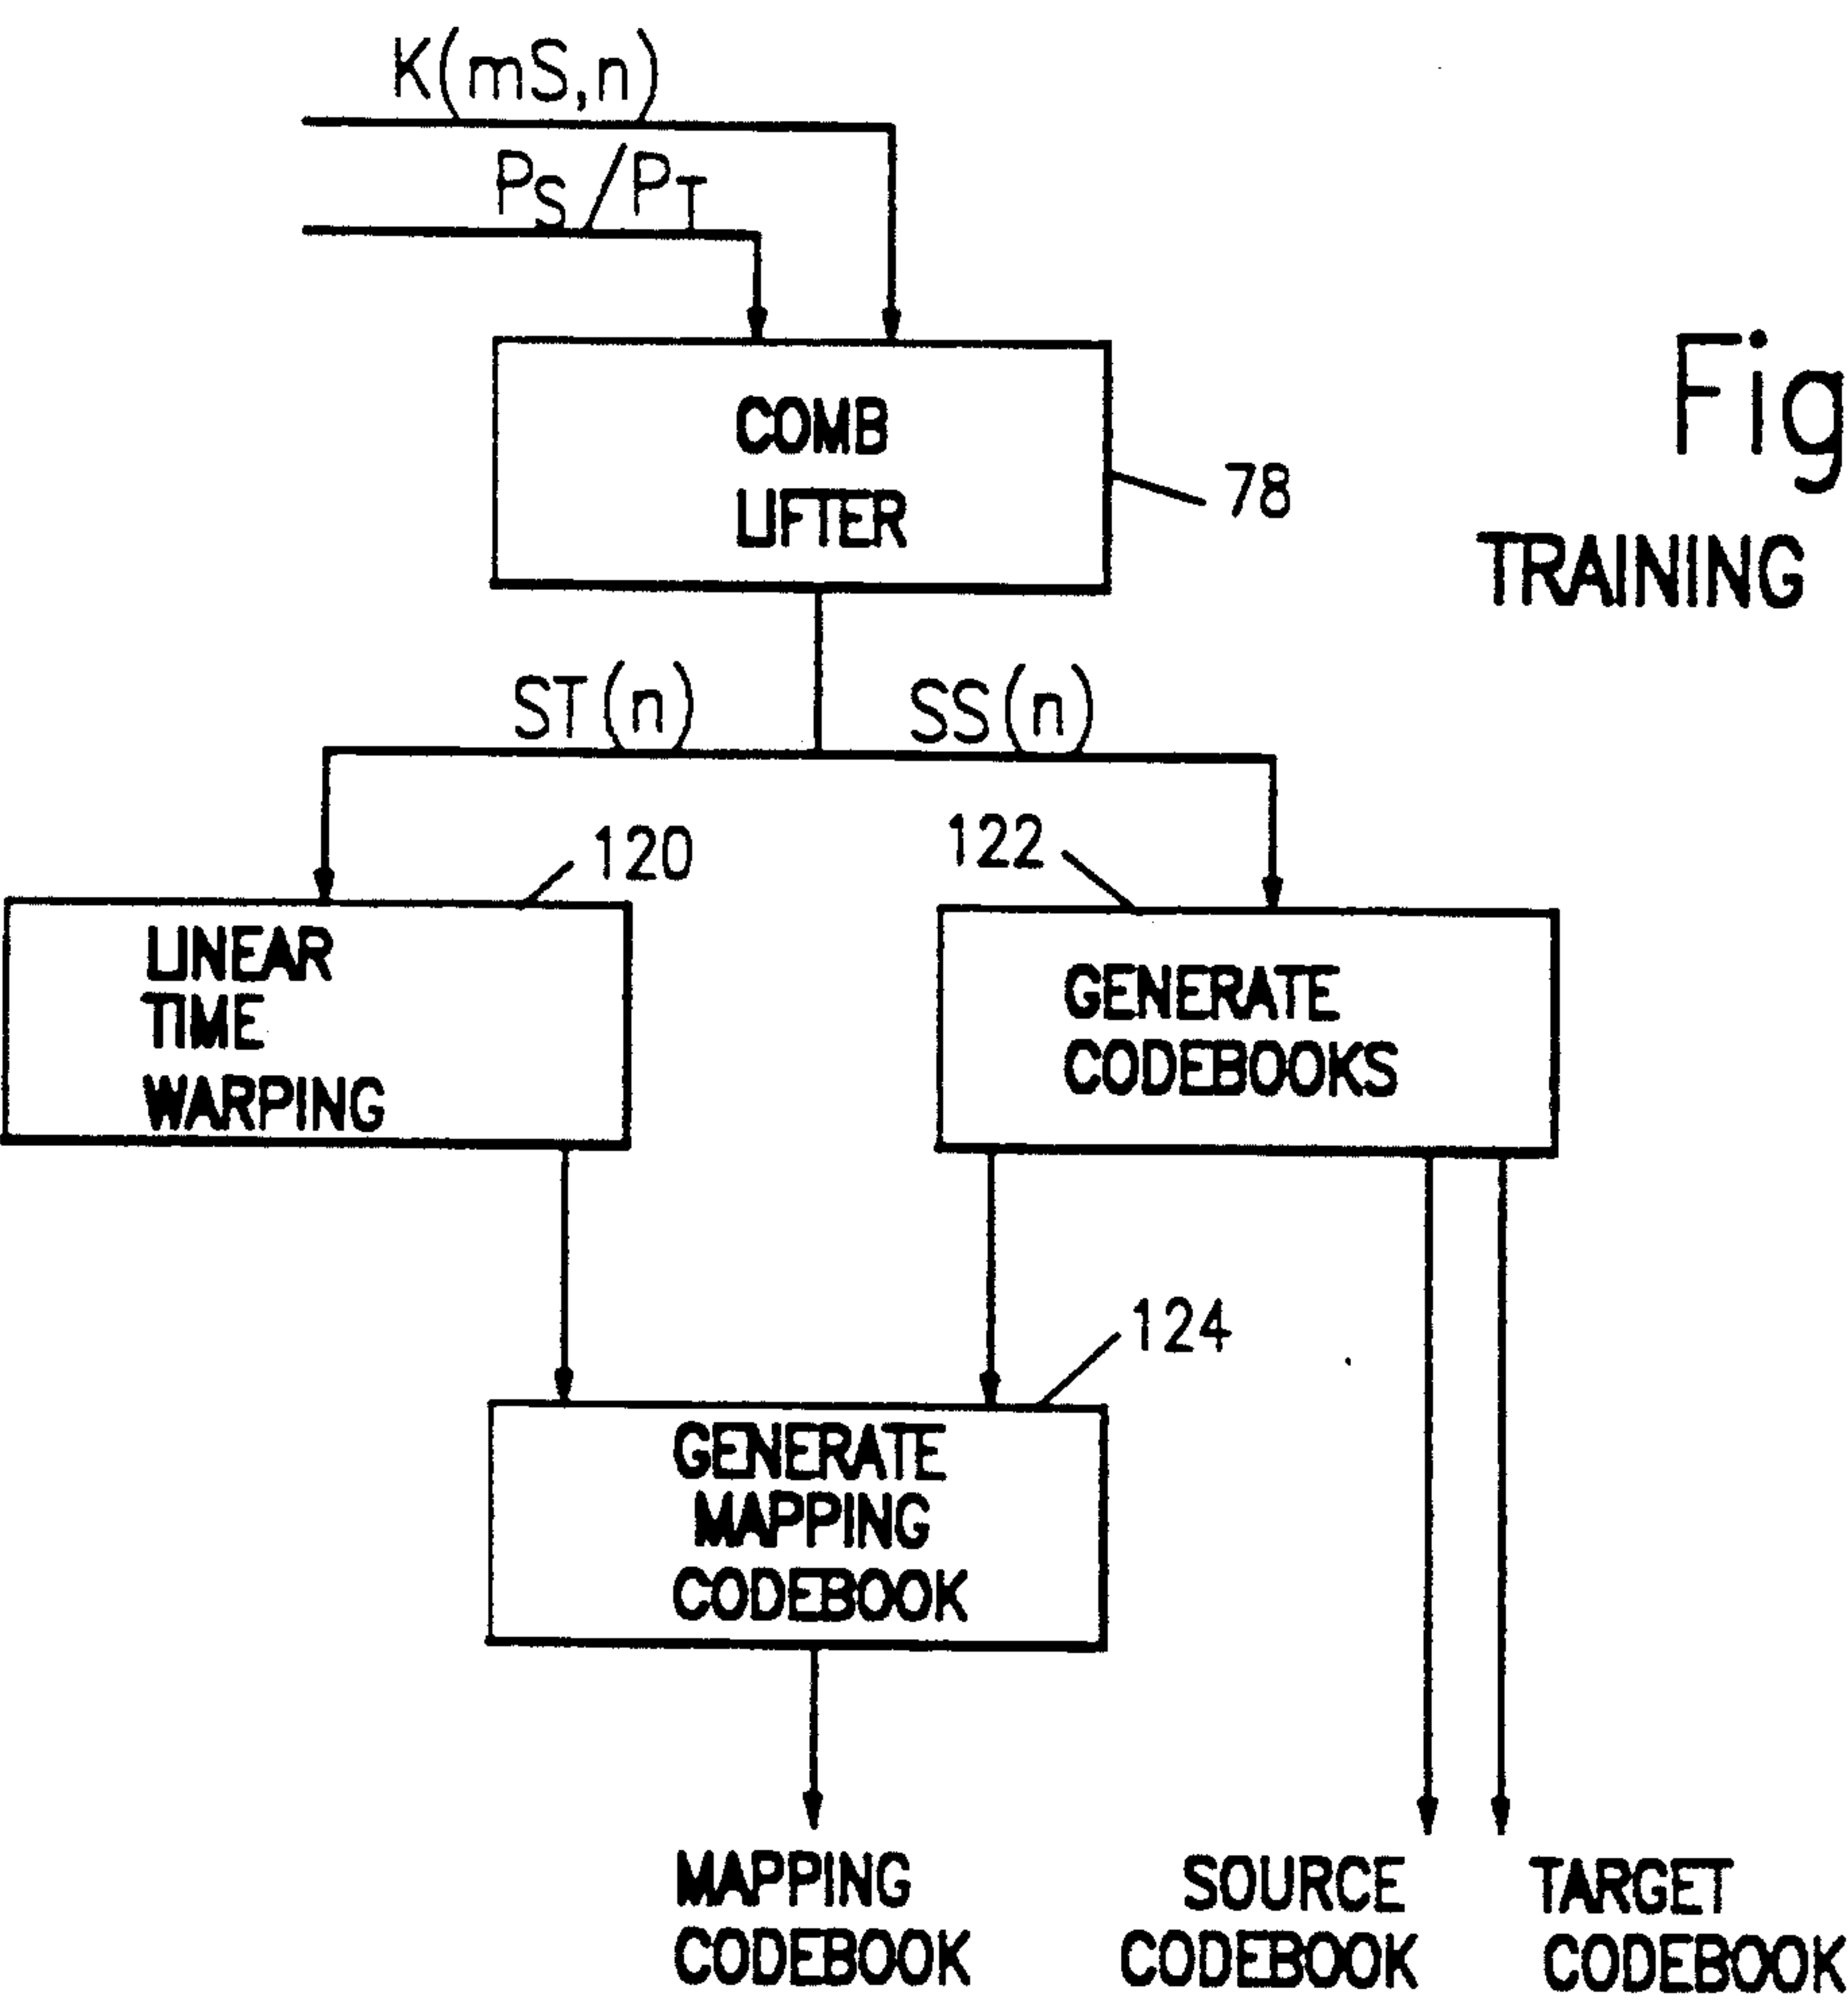 K(mS,n)
PS/PT
COMB
LIFTER
78
Fig
TRAINING
ST(n)
SS(n)
120
122
LINEAR
TIME
WARPING
GENERATE
CODEBOOKS
124
GENERATE
MAPPING
CODEBOOK
MAPPING
CODEBOOK
SOURCE
CODEBOOK
TARGET
CODEBOOK